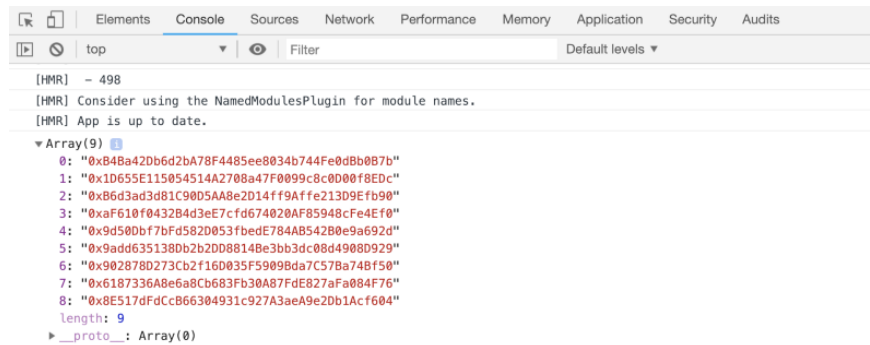 Elements Console Sources Network Performance Memory Application Security Audits
top Filter Default levels
[HMR] - 498
[HMR] Consider using the NamedModulesPlugin for module names.
[HMR] App is up to date.
Array(9)
0: "0xB4Ba42Db6d2bA78F4485ee8034b744Fe0dBb0B7b"
1: "0x1D655E115054514A2708a47F0099c8c0D00f8EDc"
2: "0xB6d3ad3d81C90D5AA8e2D14ff9Affe213D9Efb90"
3: "0xaF610f0432B4d3eE7cfd674020AF85948cFe4Ef0"
4: "0x9d50Dbf7bFd582D053fbedE784AB542B0e9a692d"
5: "0x9add635138Db2b2DD8814Be3bb3dc08d4908D929"
6: "0x902878D273Cb2f16D035F5909Bda7C57Ba74Bf50"
7: "0x6187336A8e6a8Cb683Fb30A87FdE827aFa084F76"
8: "0x8E517dFdCcB66304931c927A3aeA9e2Db1Acf604"
length: 9
__proto__: Array(0)